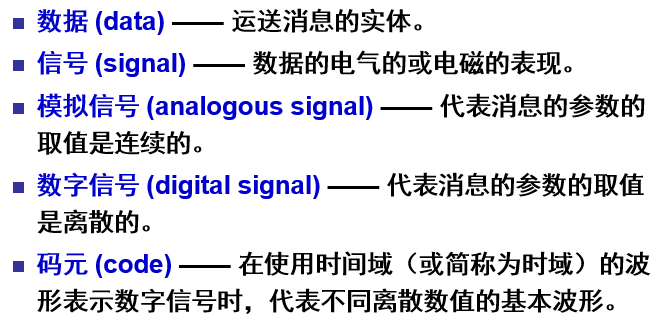 数据 (data) —— 运送消息的实体。
信号 (signal) —— 数据的电气的或电磁的表现。
模拟信号 (analogous signal) —— 代表消息的参数的
取值是连续的。
数字信号 (digital signal) —— 代表消息的参数的取值
是离散的。
码元 (code) —— 在使用时间域（或简称为时域）的波
形表示数字信号时，代表不同离散数值的基本波形。